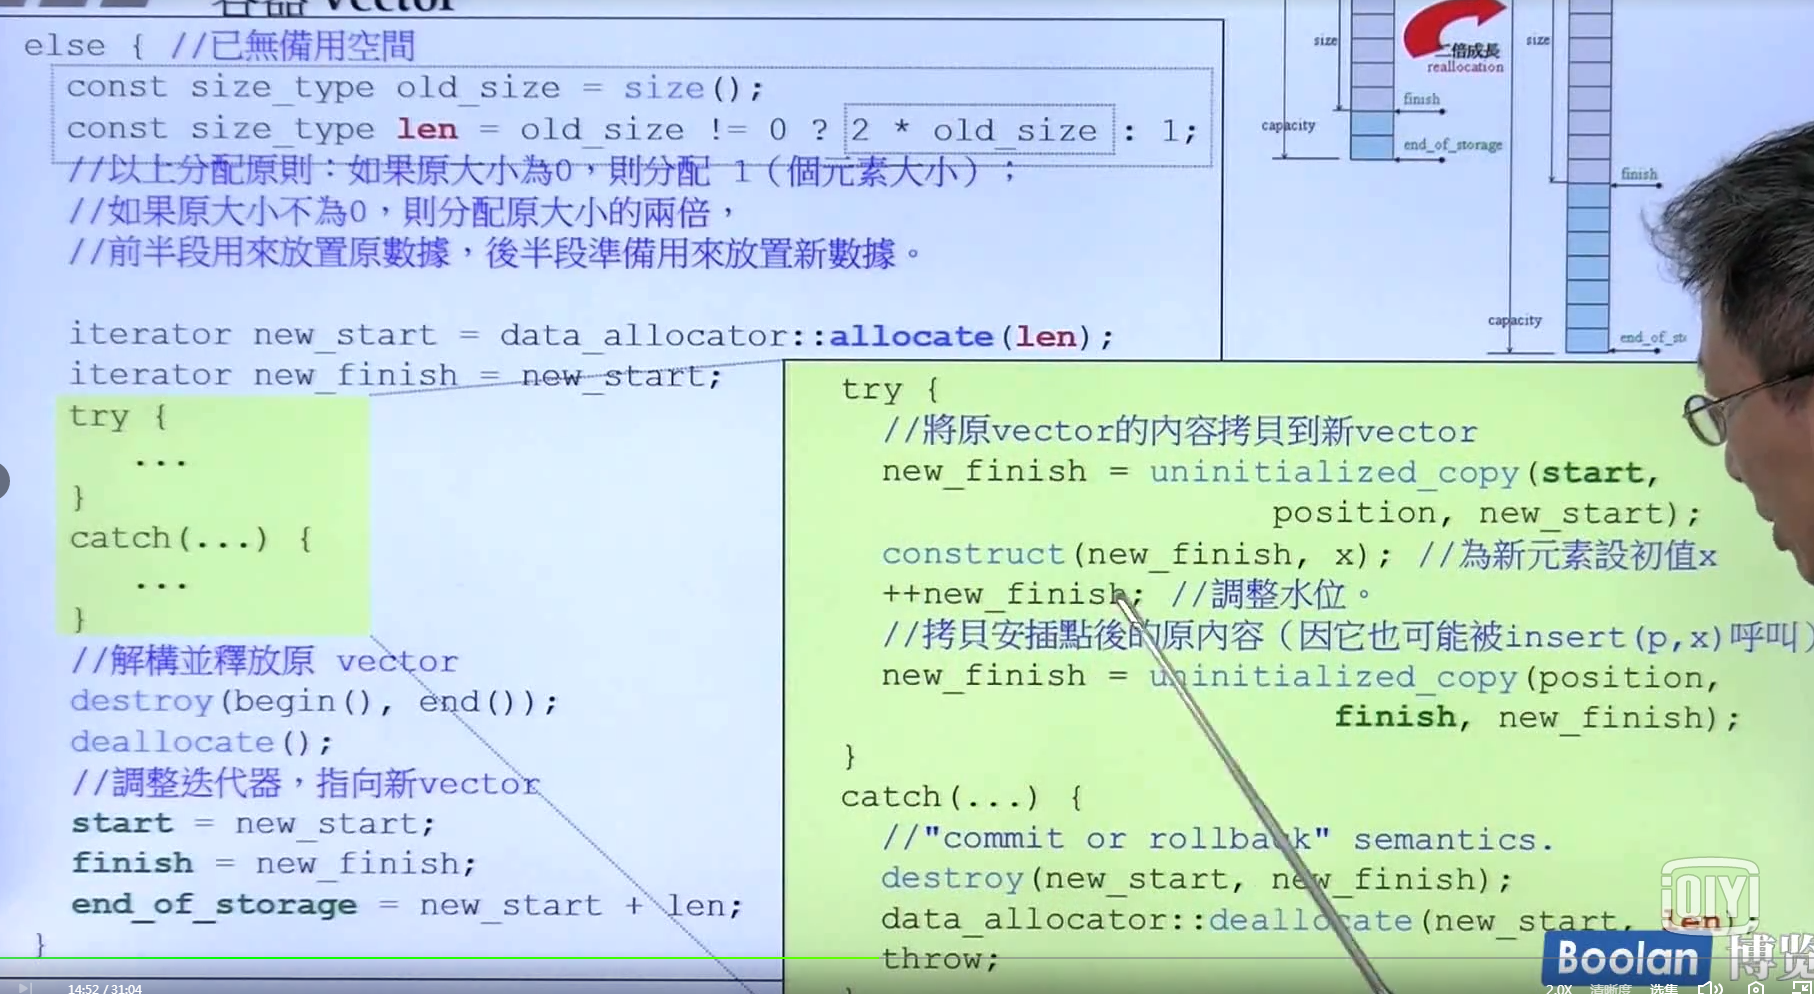 容器 vector
else { //已無備用空間
const size_type old_size = size();
const size_type len = old_size != 0 ? 2 * old_size : 1;
//以上分配原則：如果原大小為0，則分配 1（個元素大小）；
//如果原大小不為0，則分配原大小的兩倍，
//前半段用來放置原數據，後半段準備用來放置新數據。
iterator new_start = data_allocator::allocate(len);
iterator new_finish = new_start;
try {
...
}
catch(...) {
...
}
//解構並釋放原 vector
destroy(begin(), end());
deallocate();
//調整迭代器，指向新vector
start = new_start;
finish = new_finish;
end_of_storage = new_start + len;
}
size
二倍成長
reallocation
size
finish
capacity
end_of_storage
finish
capacity
end_of_st
try {
//將原vector的內容拷貝到新vector
new_finish = uninitialized_copy(start,
position, new_start);
construct(new_finish, x); //為新元素設初值x
++new_finish; //調整水位。
//拷貝安插點後的原內容（因它也可能被insert(p,x)呼叫）
new_finish = uninitialized_copy(position,
finish, new_finish);
}
catch(...) {
//"commit or rollback" semantics.
destroy(new_start, new_finish);
data_allocator::deallocate(new_start, len);
throw;
}
QIY
Boolan 博览
14:52 / 31:04
2.0X 清晰度 选集